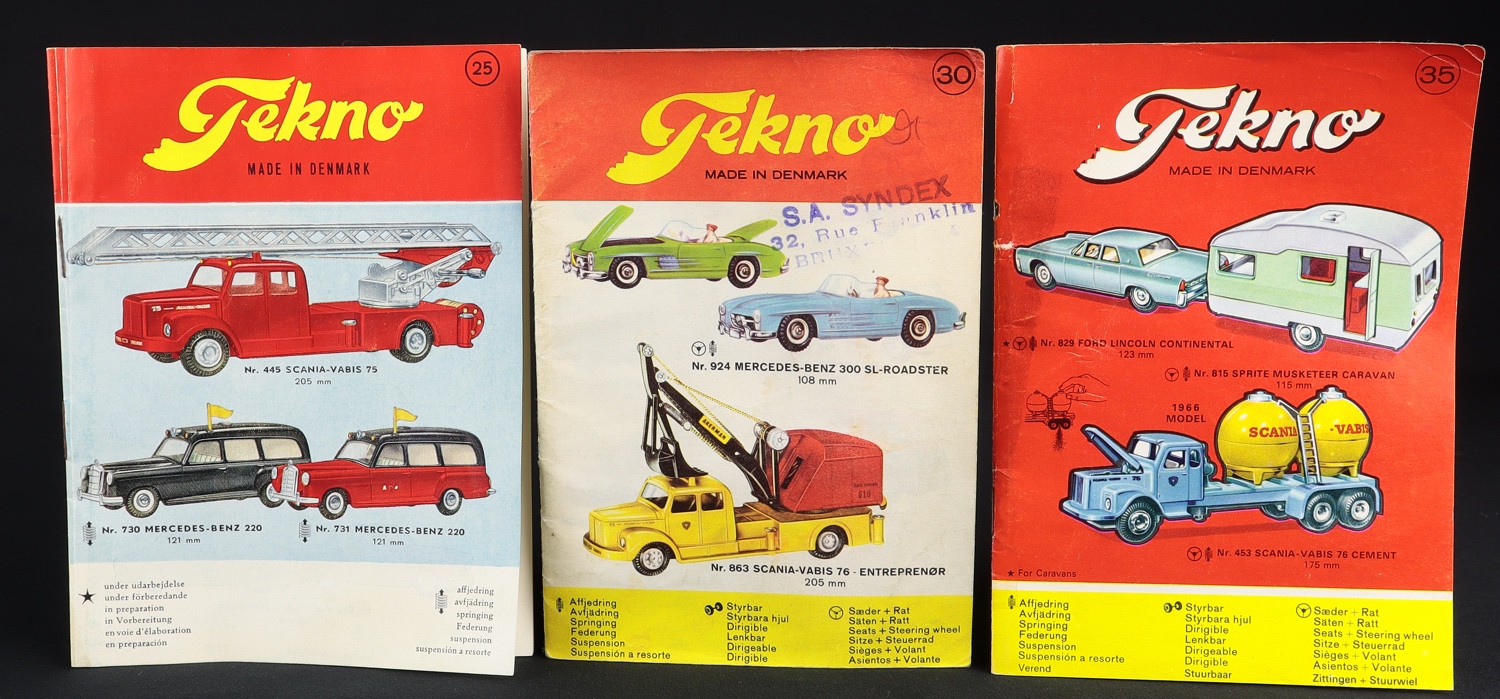 25
Tekno
MADE IN DENMARK
Nr. 445 SCANIA-VABIS 75
205 mm
Nr. 730 MERCEDES-BENZ 220
121 mm
Nr. 731 MERCEDES-BENZ 220
121 mm
under udarbejdelse
under förberedande
in preparation
in Vorbereitung
en voie d'élaboration
en preparación
affjedring
avfjädring
springing
Federung
suspension
suspensión a resorte
30
Tekno
MADE IN DENMARK
S.A. SYNDEX
32, Rue Franklin
Nr. 924 MERCEDES-BENZ 300 SL-ROADSTER
108 mm
ÅKERMAN
Nr. 863 SCANIA-VABIS 76 - ENTREPRENØR
205 mm
Affjedring
Avfjädring
Springing
Federung
Suspension
Suspensión a resorte
Styrbar
Styrbara hjul
Dirigible
Lenkbar
Dirigeable
Dirigible
Sæder + Rat
Säten + Ratt
Seats + Steering wheel
Sitze + Steuerrad
Sièges + Volant
Asientos + Volante
35
Tekno
MADE IN DENMARK
★ Nr. 829 FORD LINCOLN CONTINENTAL
123 mm
Nr. 815 SPRITE MUSKETEER CARAVAN
115 mm
1966
MODEL
SCANIA -VABIS
Nr. 453 SCANIA-VABIS 76 CEMENT
175 mm
★ For Caravans
Affjedring
Avfjädring
Springing
Federung
Suspension
Suspensión a resorte
Verend
Styrbar
Styrbara hjul
Dirigible
Lenkbar
Dirigeable
Dirigible
Stuurbaar
Sæder + Rat
Säten + Ratt
Seats + Steering wheel
Sitze + Steuerrad
Sièges + Volant
Asientos + Volante
Zittingen + Stuurwiel